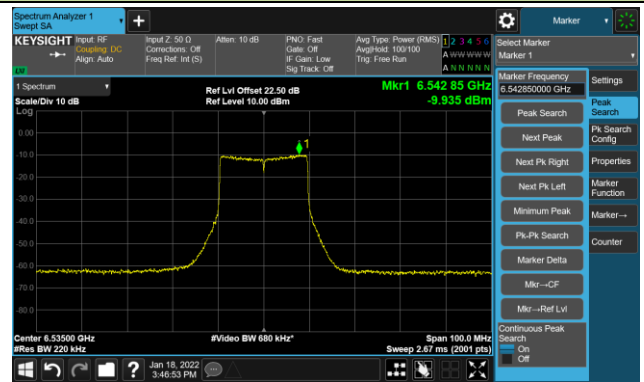 Spectrum Analyzer 1
Swept SA
Marker
KEYSIGHT
Input: RF
Coupling: DC
Align: Auto
Input Z: 50 Ω
Corrections: Off
Freq Ref: Int (S)
Atten: 10 dB
PNO: Fast
Gate: Off
IF Gain: Low
Sig Track: Off
Avg Type: Power (RMS)
Avg|Hold: 100/100
Trig: Free Run
1 2 3 4 5 6
A W W W W W
A N N N N N
LW
Select Marker
Marker 1
Marker Frequency
6.542850000 GHz
Peak Search
Next Peak
Next Pk Right
Next Pk Left
Minimum Peak
Pk-Pk Search
Marker Delta
Mkr→CF
Mkr→Ref Lvl
Continuous Peak
Search
On
Off
Settings
Peak
Search
Pk Search
Config
Properties
Marker
Function
Marker→
Counter
1 Spectrum
Scale/Div 10 dB
Log
Ref Lvl Offset 22.50 dB
Ref Level 10.00 dBm
Mkr1 6.542 85 GHz
-9.935 dBm
1
0.00
-10.0
-20.0
-30.0
-40.0
-50.0
-60.0
-70.0
-80.0
Center 6.53500 GHz
#Res BW 220 kHz
#Video BW 680 kHz*
Span 100.0 MHz
Sweep 2.67 ms (2001 pts)
?
Jan 18, 2022
3:46:53 PM